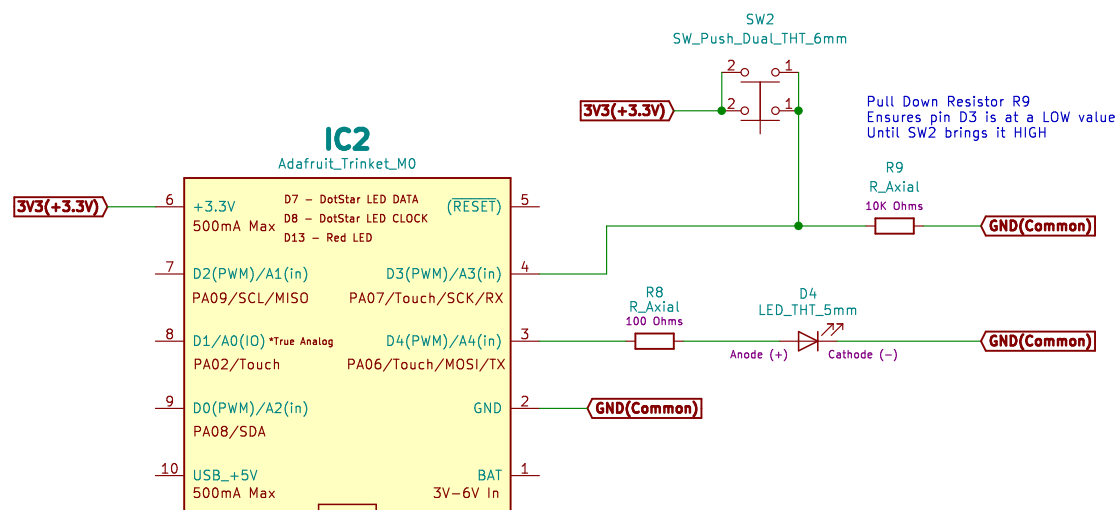 SW2
SW_Push_Dual_THT_6mm
2 1
3V3(+3.3V)
2 1
Pull Down Resistor R9
Ensures pin D3 is at a LOW value
Until SW2 brings it HIGH
IC2
Adafruit_Trinket_M0
R9
R_Axial
10K Ohms
3V3(+3.3V)
6
+3.3V
500mA Max
D7 - DotStar LED DATA
D8 - DotStar LED CLOCK
D13 - Red LED
(RESET)
5
GND(Common)
7
D2(PWM)/A1(in)
PA09/SCL/MISO
D3(PWM)/A3(in)
PA07/Touch/SCK/RX
4
R8
R_Axial
100 Ohms
D4
LED_THT_5mm
8
D1/A0(IO) *True Analog
PA02/Touch
D4(PWM)/A4(in)
PA06/Touch/MOSI/TX
3
Anode (+)
Cathode (-)
GND(Common)
9
D0(PWM)/A2(in)
PA08/SDA
GND
2
GND(Common)
10
USB_+5V
500mA Max
BAT
3V-6V In
1